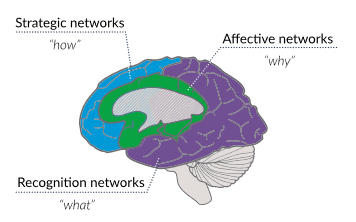 Strategic networks
“how”
Affective networks
“why”
Recognition networks
“what”